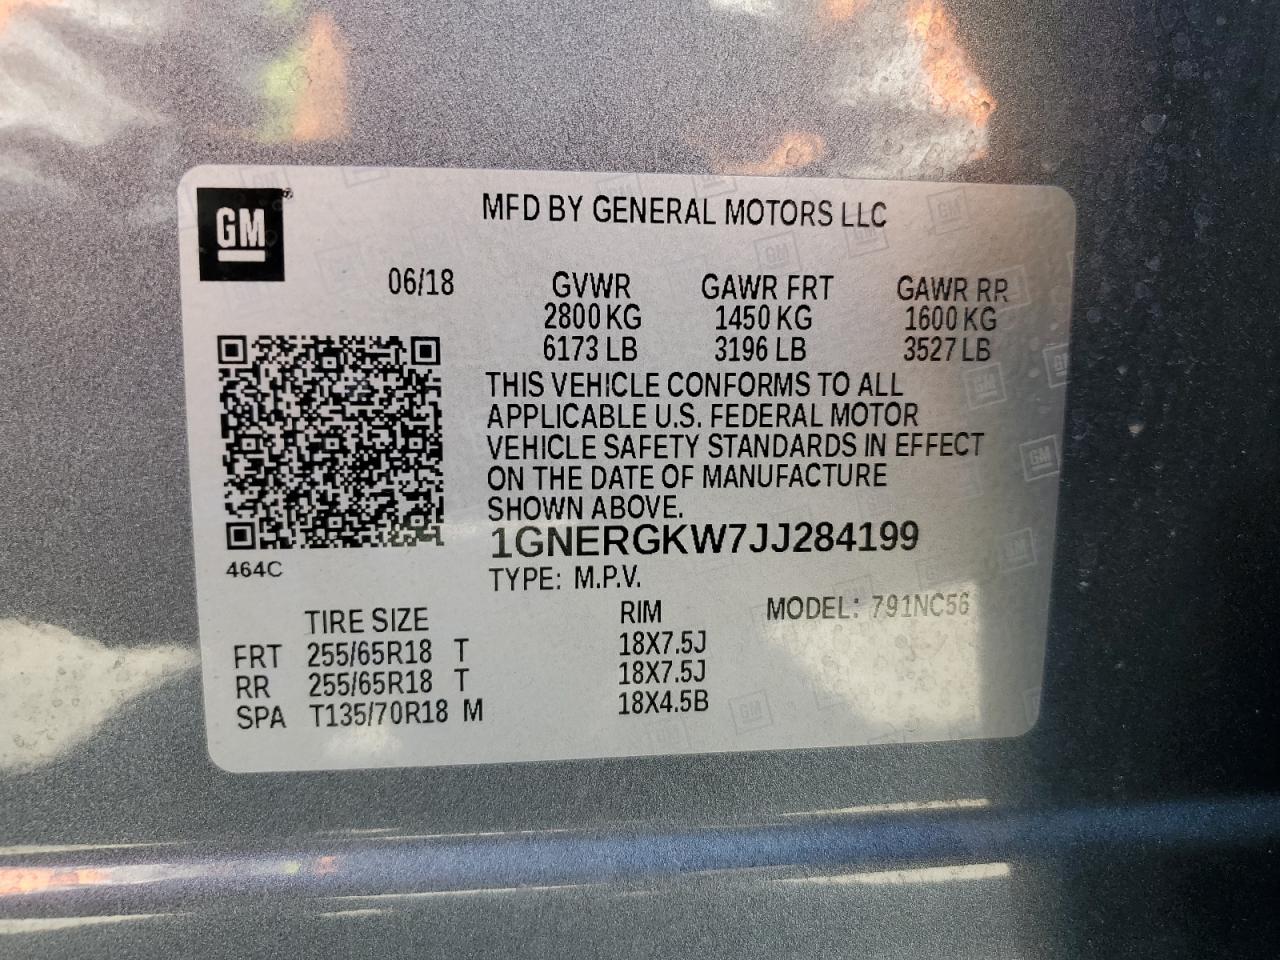 GM®
MFD BY GENERAL MOTORS LLC
06/18 GVWR GAWR FRT GAWR RR
2800 KG 1450 KG 1600 KG
6173 LB 3196 LB 3527 LB
THIS VEHICLE CONFORMS TO ALL
APPLICABLE U.S. FEDERAL MOTOR
VEHICLE SAFETY STANDARDS IN EFFECT
ON THE DATE OF MANUFACTURE
SHOWN ABOVE.
1GNERGKW7JJ284199
464C
TYPE: M.P.V.
TIRE SIZE RIM MODEL: 791NC56
FRT 255/65R18 T 18X7.5J
RR 255/65R18 T 18X7.5J
SPA T135/70R18 M 18X4.5B